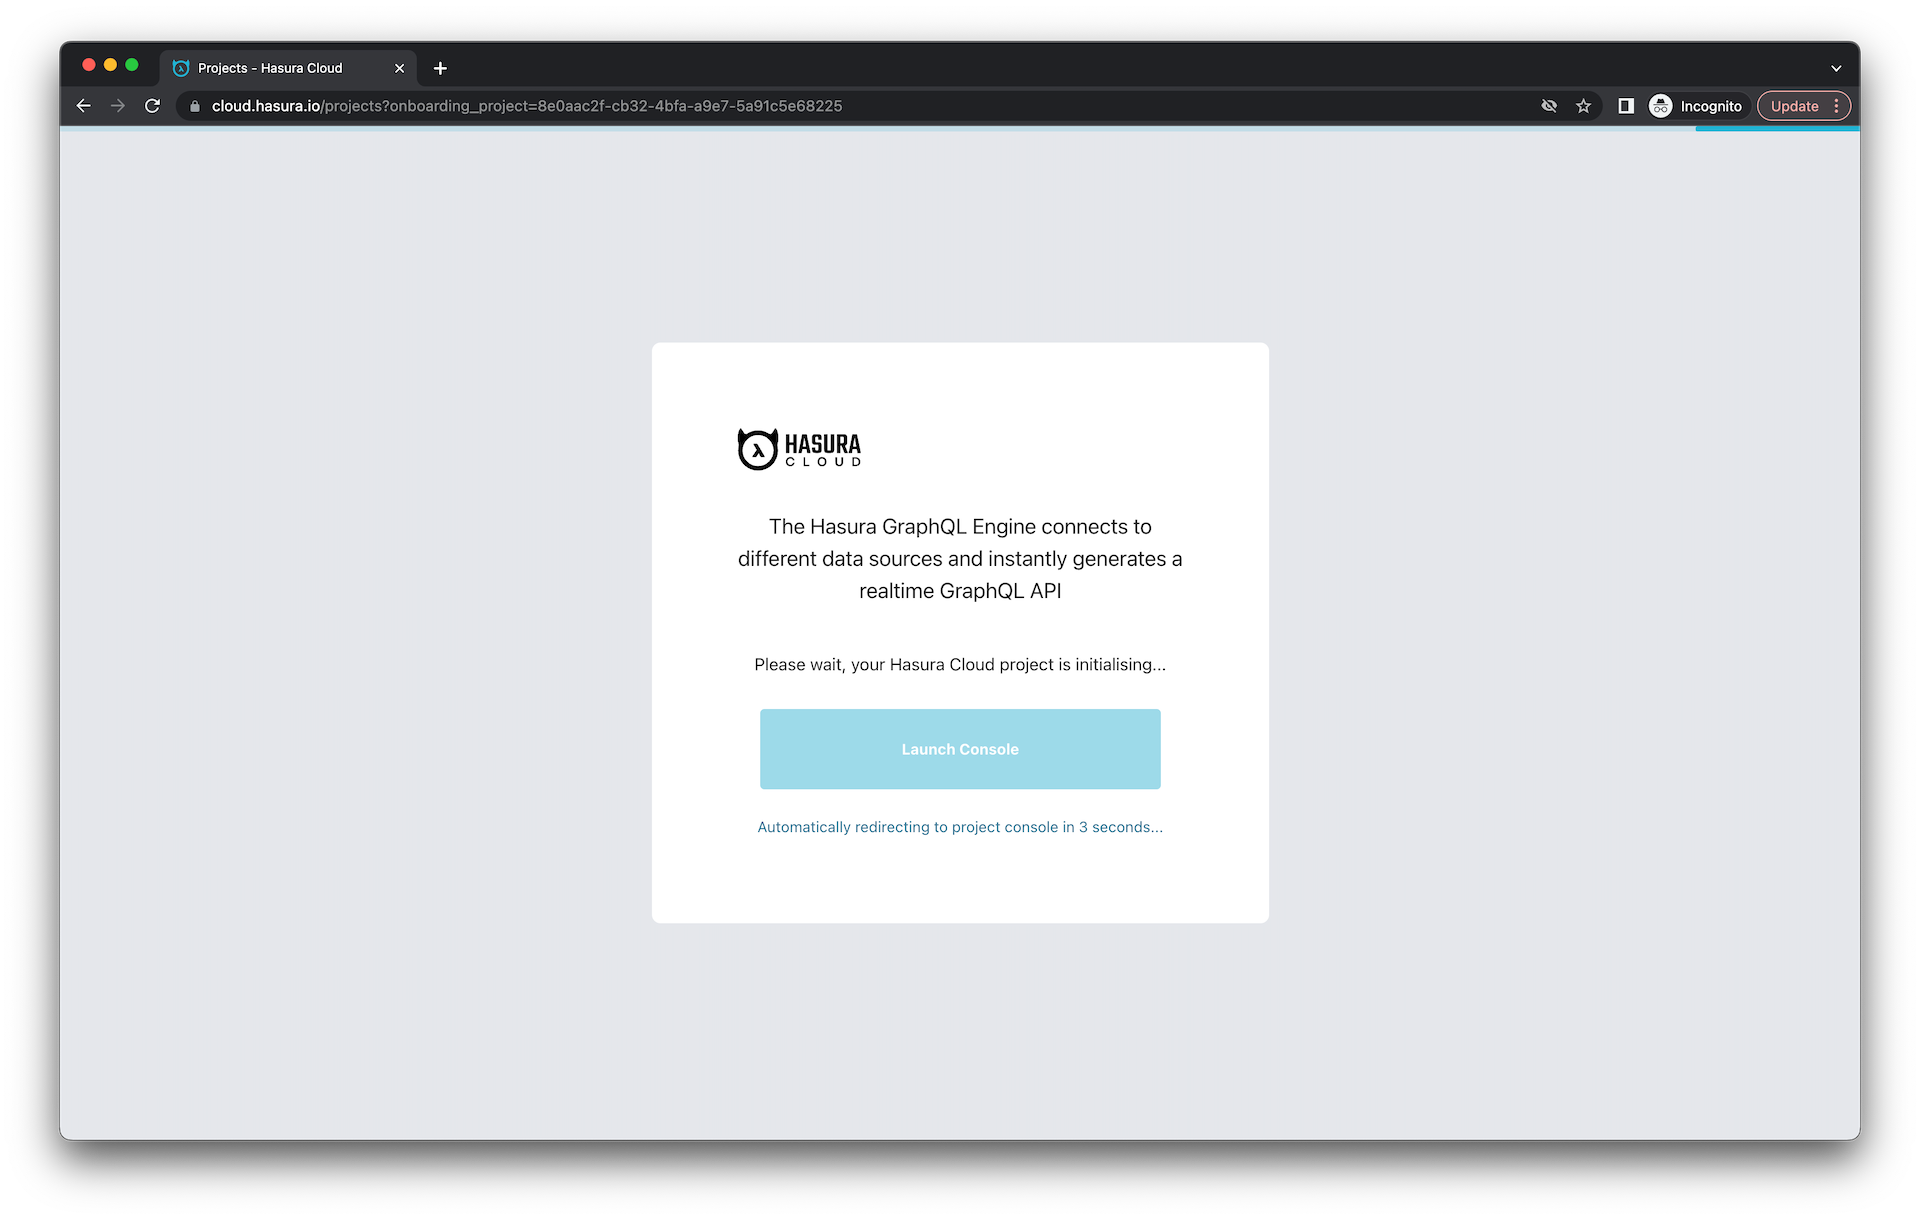 Projects - Hasura Cloud
cloud.hasura.io/projects?onboarding_project=8e0aac2f-cb32-4bfa-a9e7-5a91c5e68225
Incognito
Update
HASURA
CLOUD
The Hasura GraphQL Engine connects to
different data sources and instantly generates a
realtime GraphQL API
Please wait, your Hasura Cloud project is initialising...
Launch Console
Automatically redirecting to project console in 3 seconds...